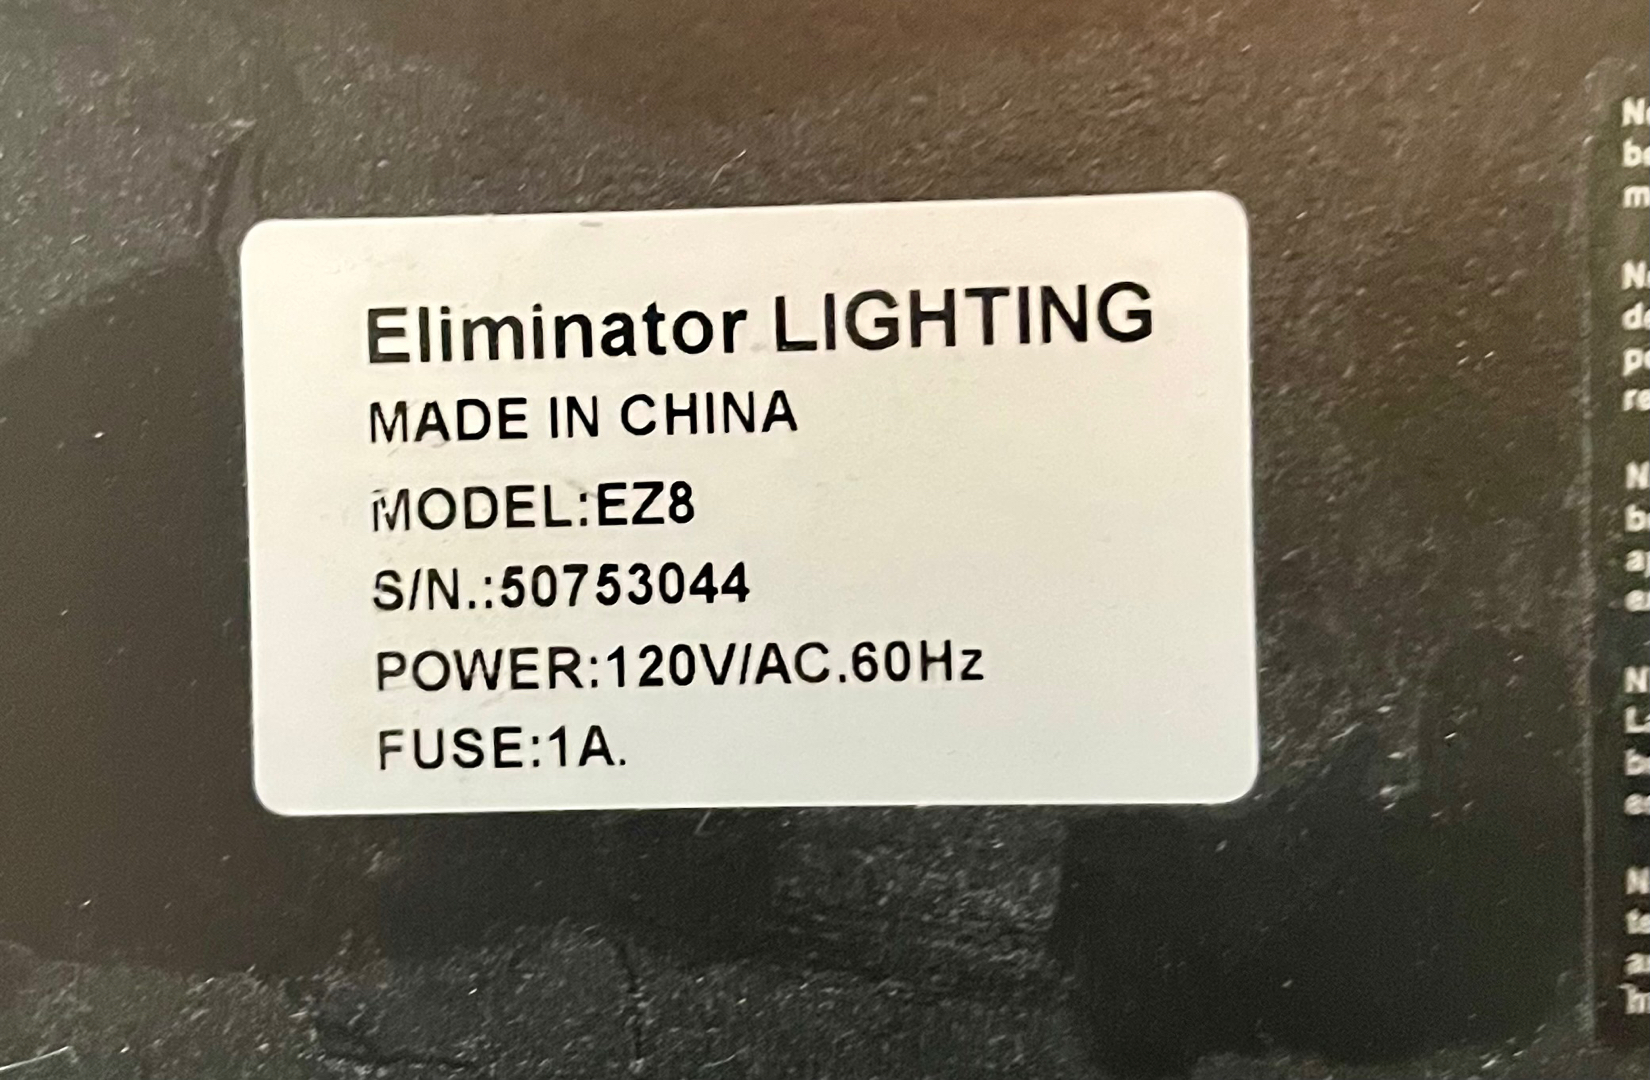 Eliminator LIGHTING
MADE IN CHINA
MODEL:EZ8
S/N.:50753044
POWER:120V/AC.60Hz
FUSE:1A.